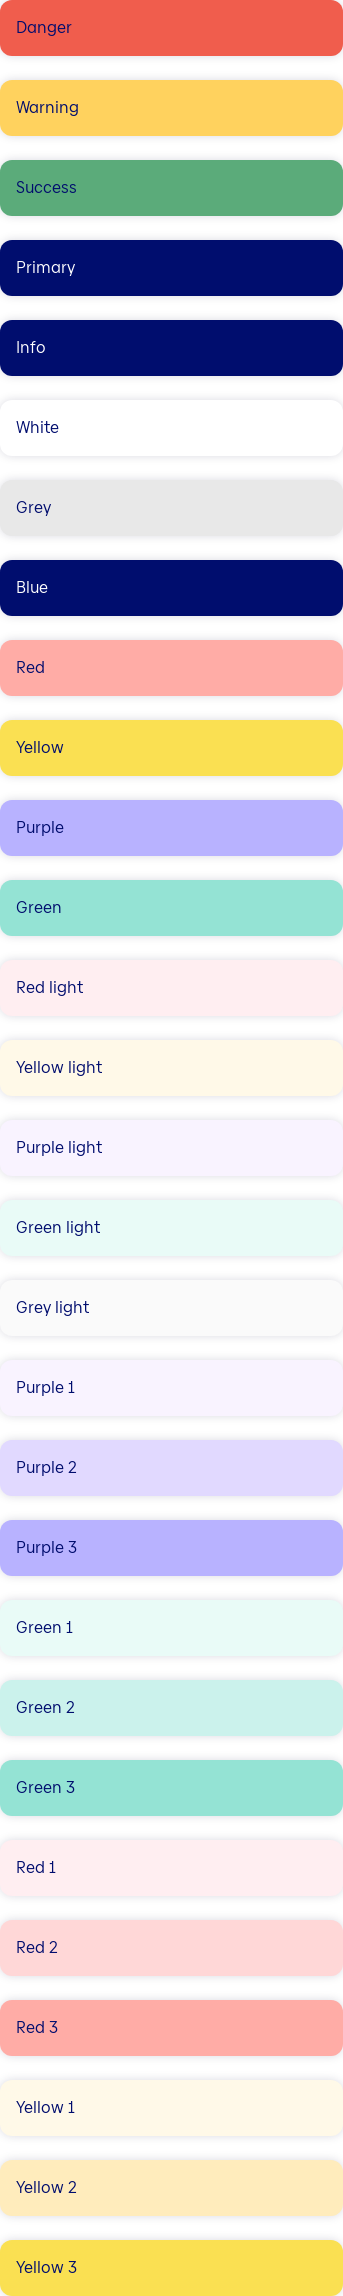 Danger
Warning
Success
Primary
Info
White
Grey
Blue
Red
Yellow
Purple
Green
Red light
Yellow light
Purple light
Green light
Grey light
Purple 1
Purple 2
Purple 3
Green 1
Green 2
Green 3
Red 1
Red 2
Red 3
Yellow 1
Yellow 2
Yellow 3